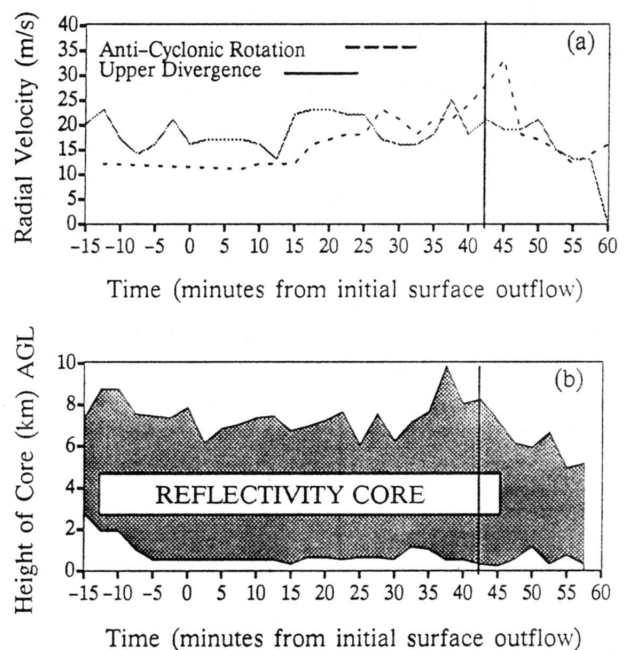 40
35
30
25
20
15
10
5
0
Radial Velocity (m/s)
Anti-Cyclonic Rotation
Upper Divergence
(a)
-15 -10 -5 0 5 10 15 20 25 30 35 40 45 50 55 60
Time (minutes from initial surface outflow)
10
8
6
4
2
0
Height of Core (km) AGL
(b)
REFLECTIVITY CORE
-15 -10 -5 0 5 10 15 20 25 30 35 40 45 50 55 60
Time (minutes from initial surface outflow)